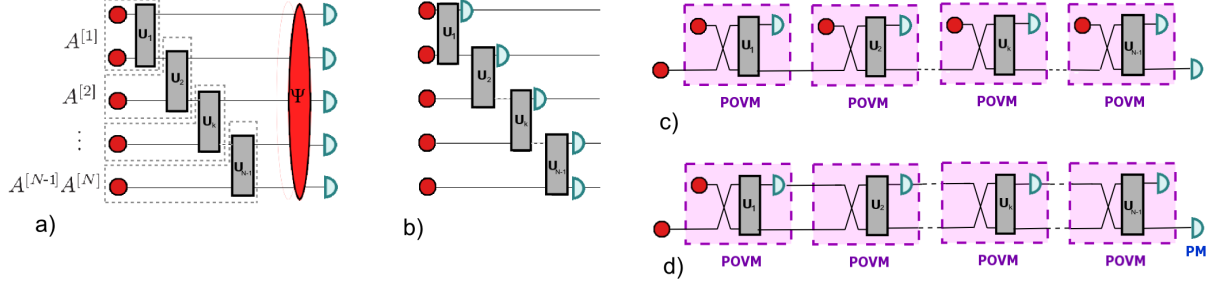 A^{[1]}
U_1
U_2
A^{[2]}
U_k
Ψ
⋮
U_{N-1}
A^{[N-1]}A^{[N]}
a)
U_1
U_2
U_k
U_{N-1}
b)
U_1
U_2
U_k
U_{N-1}
POVM
POVM
POVM
POVM
c)
U_1
U_2
U_k
U_{N-1}
PM
POVM
POVM
POVM
POVM
d)